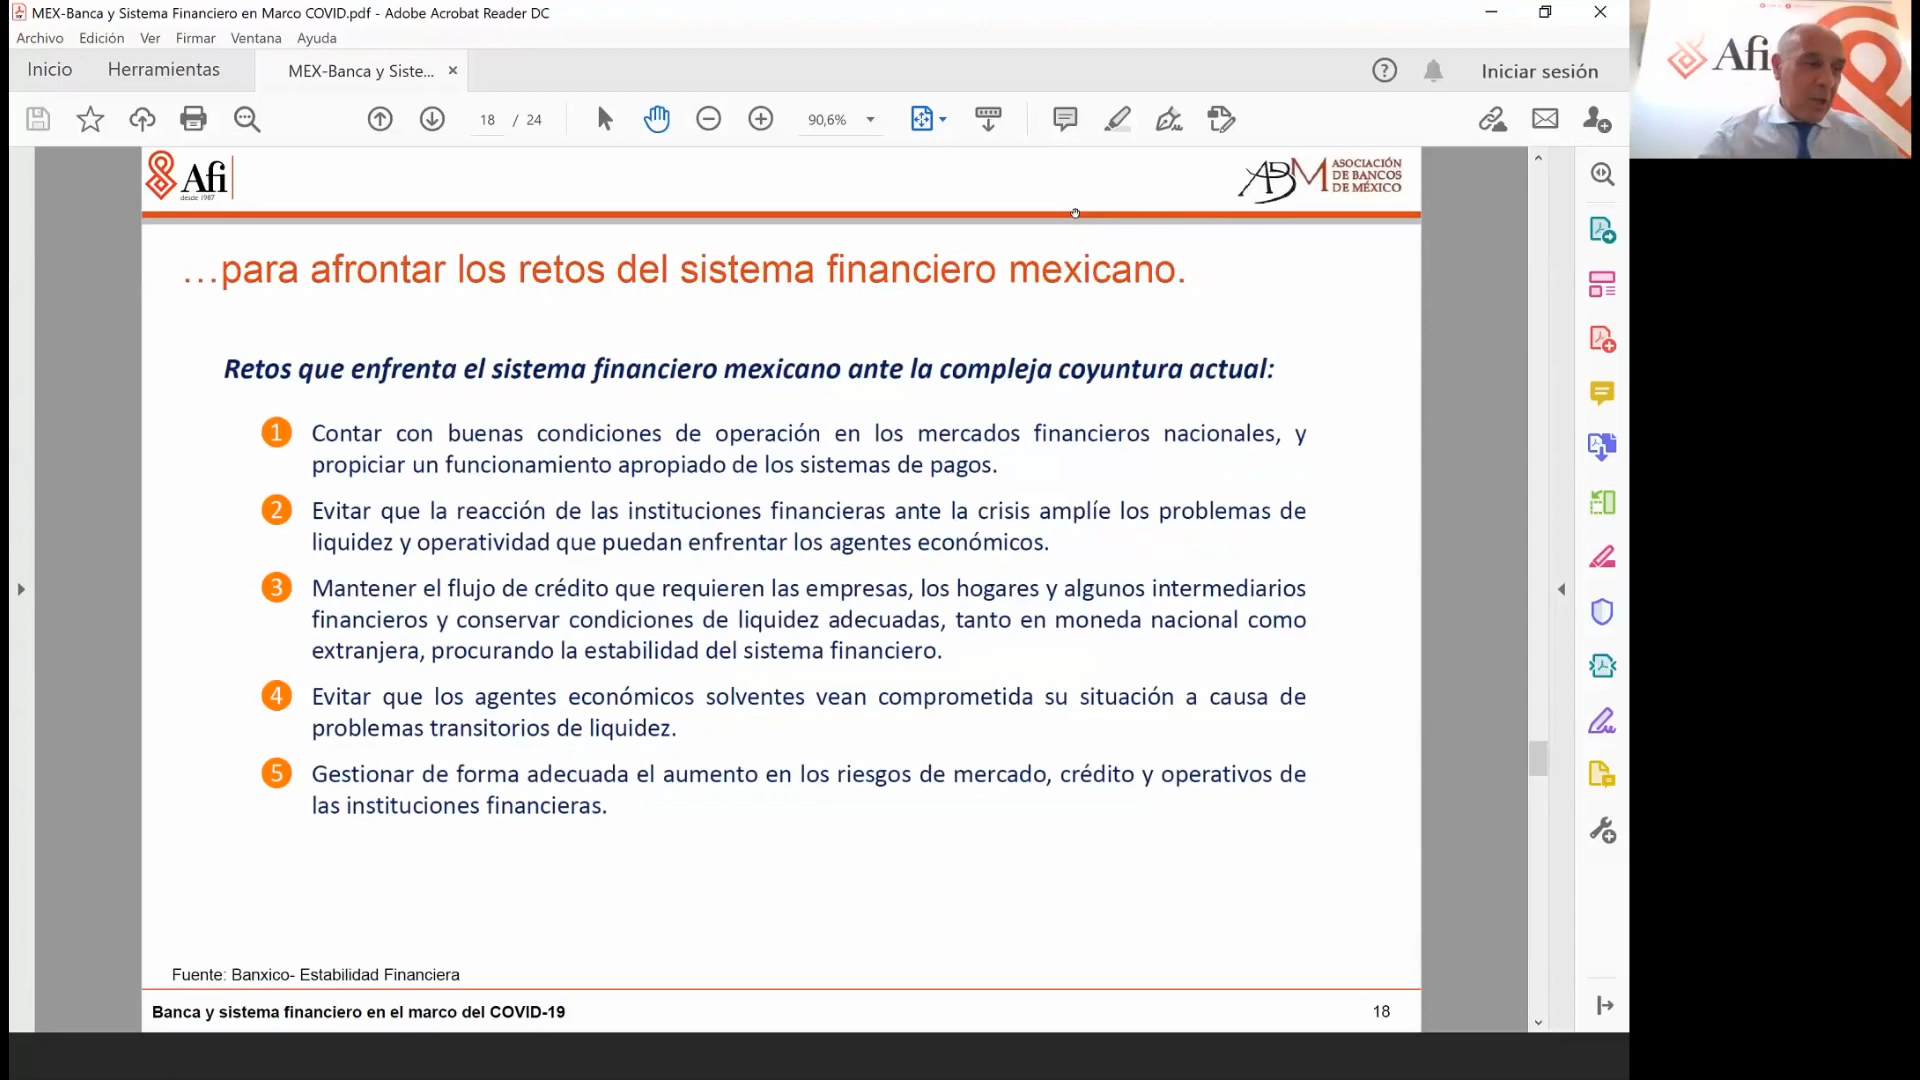 MEX-Banca y Sistema Financiero en Marco COVID.pdf - Adobe Acrobat Reader DC
Archivo Edición Ver Firmar Ventana Ayuda
Inicio Herramientas MEX-Banca y Siste... Iniciar sesión
18 / 24 90,6%
Afi
Afi
desde 1987
ABM ASOCIACIÓN
DE BANCOS
DE MÉXICO
...para afrontar los retos del sistema financiero mexicano.
Retos que enfrenta el sistema financiero mexicano ante la compleja coyuntura actual:
1 Contar con buenas condiciones de operación en los mercados financieros nacionales, y
propiciar un funcionamiento apropiado de los sistemas de pagos.
2 Evitar que la reacción de las instituciones financieras ante la crisis amplíe los problemas de
liquidez y operatividad que puedan enfrentar los agentes económicos.
3 Mantener el flujo de crédito que requieren las empresas, los hogares y algunos intermediarios
financieros y conservar condiciones de liquidez adecuadas, tanto en moneda nacional como
extranjera, procurando la estabilidad del sistema financiero.
4 Evitar que los agentes económicos solventes vean comprometida su situación a causa de
problemas transitorios de liquidez.
5 Gestionar de forma adecuada el aumento en los riesgos de mercado, crédito y operativos de
las instituciones financieras.
Fuente: Banxico- Estabilidad Financiera
Banca y sistema financiero en el marco del COVID-19 18